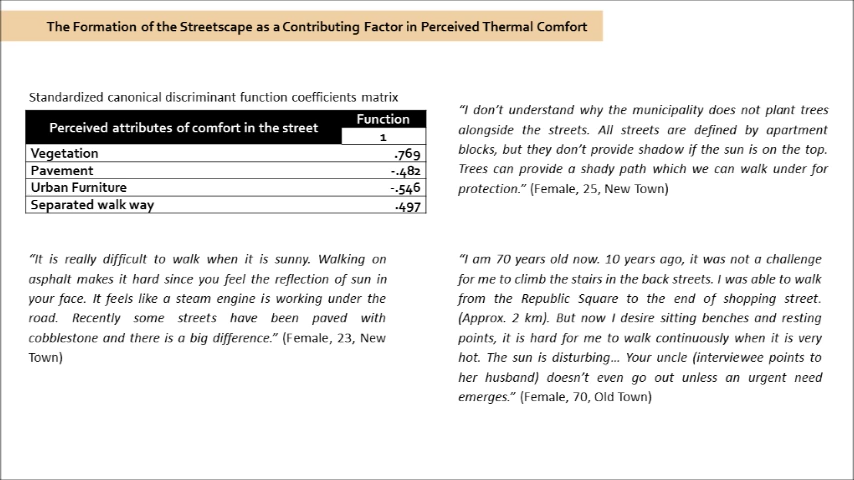 The Formation of the Streetscape as a Contributing Factor in Perceived Thermal Comfort
Standardized canonical discriminant function coefficients matrix
Perceived attributes of comfort in the street
Function
1
Vegetation .769
Pavement -.482
Urban Furniture -.546
Separated walk way .497
“I don’t understand why the municipality does not plant trees
alongside the streets. All streets are defined by apartment
blocks, but they don’t provide shadow if the sun is on the top.
Trees can provide a shady path which we can walk under for
protection.” (Female, 25, New Town)
“It is really difficult to walk when it is sunny. Walking on
asphalt makes it hard since you feel the reflection of sun in
your face. It feels like a steam engine is working under the
road. Recently some streets have been paved with
cobblestone and there is a big difference.” (Female, 23, New
Town)
“I am 70 years old now. 10 years ago, it was not a challenge
for me to climb the stairs in the back streets. I was able to walk
from the Republic Square to the end of shopping street.
(Approx. 2 km). But now I desire sitting benches and resting
points, it is hard for me to walk continuously when it is very
hot. The sun is disturbing... Your uncle (interviewee points to
her husband) doesn’t even go out unless an urgent need
emerges.” (Female, 70, Old Town)